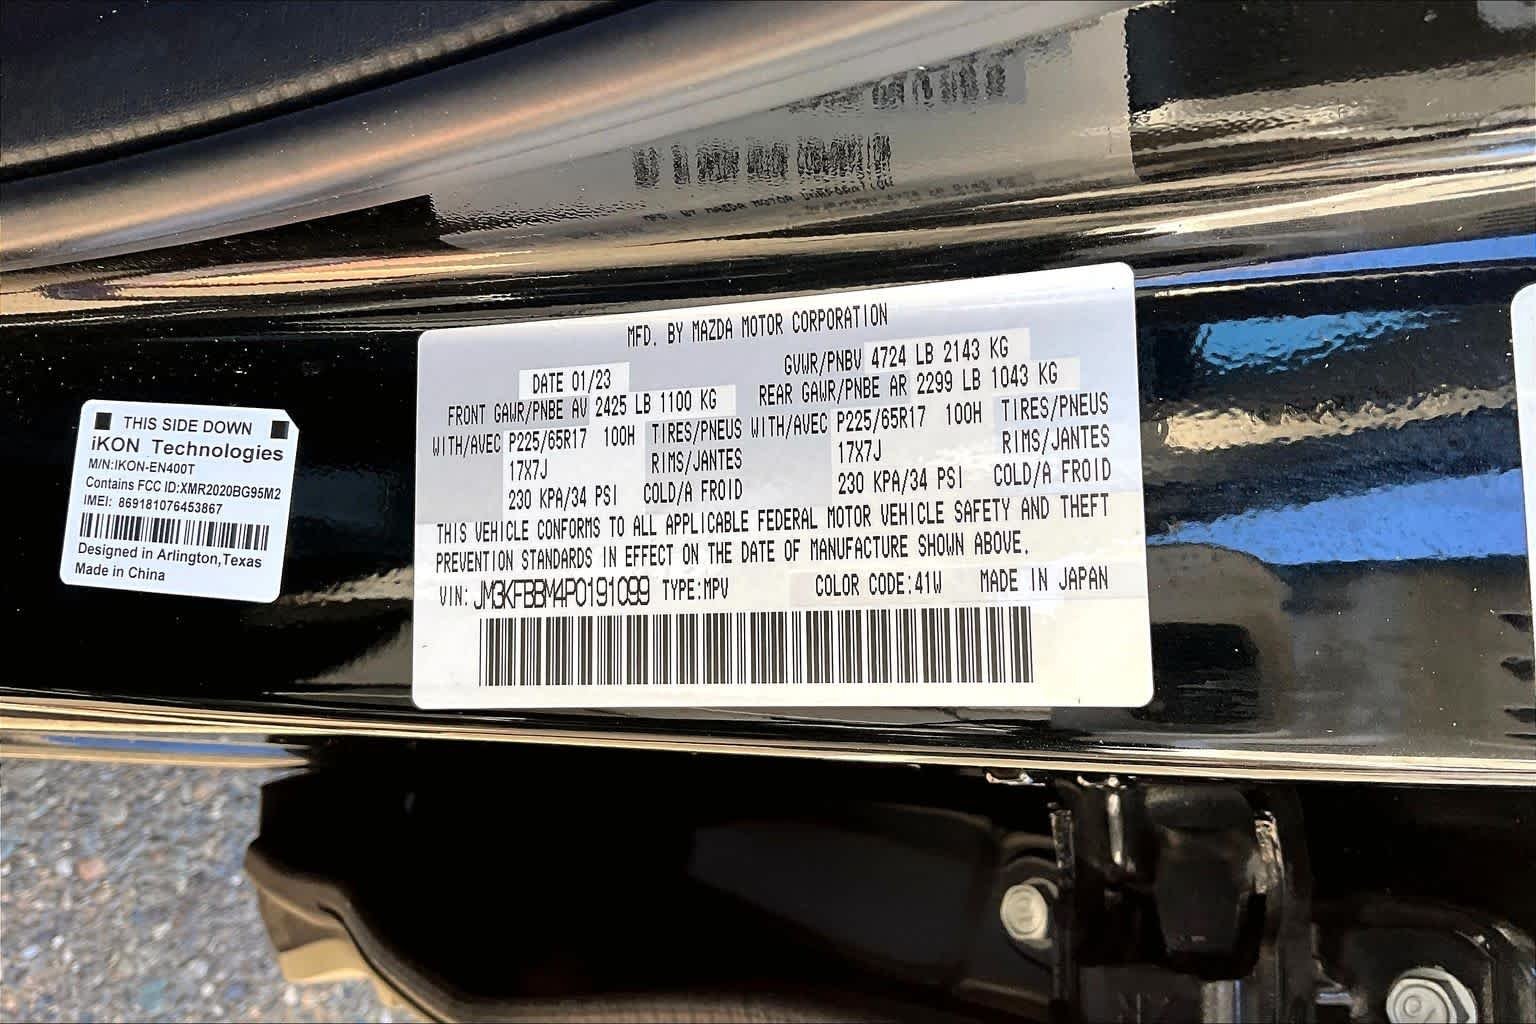 THIS SIDE DOWN
iKON Technologies
M/N:IKON-EN400T
Contains FCC ID:XMR2020BG95M2
IMEI: 869181076453867
Designed in Arlington,Texas
Made in China
MFD. BY MAZDA MOTOR CORPORATION
DATE 01/23 GVWR/PNBV 4724 LB 2143 KG
FRONT GAWR/PNBE AV 2425 LB 1100 KG REAR GAWR/PNBE AR 2299 LB 1043 KG
WITH/AVEC P225/65R17 100H TIRES/PNEUS WITH/AVEC P225/65R17 100H TIRES/PNEUS
17X7J RIMS/JANTES 17X7J RIMS/JANTES
230 KPA/34 PSI COLD/A FROID 230 KPA/34 PSI COLD/A FROID
THIS VEHICLE CONFORMS TO ALL APPLICABLE FEDERAL MOTOR VEHICLE SAFETY AND THEFT
PREVENTION STANDARDS IN EFFECT ON THE DATE OF MANUFACTURE SHOWN ABOVE.
VIN: JM3KFBBM4P0191099 TYPE:MPV COLOR CODE:41W MADE IN JAPAN
MFD. BY MAZDA MOTOR CORPORATION